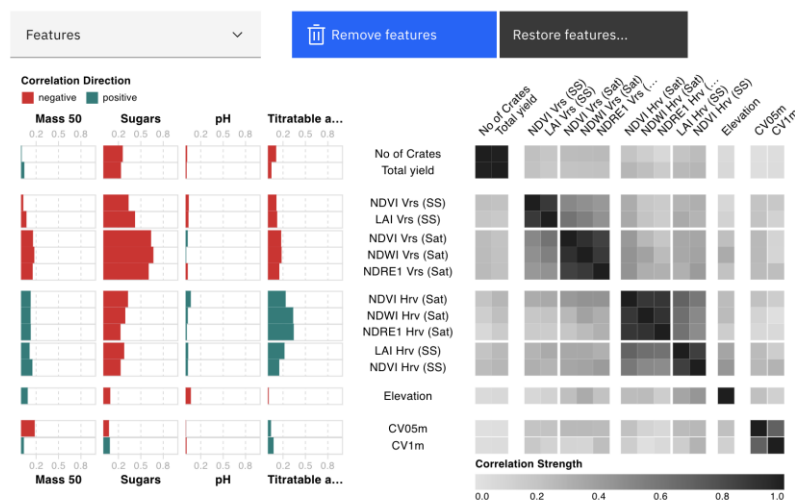 Features
Remove features
Restore features...
Correlation Direction
negative positive
Mass 50 Sugars pH Titratable a...
0.2 0.5 0.8 0.2 0.5 0.8 0.2 0.5 0.8 0.2 0.5 0.8
No of Crates
Total yield
NDVI Vrs (SS)
LAI Vrs (SS)
NDVI Vrs (Sat)
NDWI Vrs (Sat)
NDRE1 Vrs (...
NDVI Hrv (Sat)
NDWI Hrv (Sat)
NDRE1 Hrv (...
LAI Hrv (SS)
NDVI Hrv (SS)
Elevation
CV05m
CV1m
No of Crates
Total yield
NDVI Vrs (SS)
LAI Vrs (SS)
NDVI Vrs (Sat)
NDWI Vrs (Sat)
NDRE1 Vrs (Sat)
NDVI Hrv (Sat)
NDWI Hrv (Sat)
NDRE1 Hrv (Sat)
LAI Hrv (SS)
NDVI Hrv (SS)
Elevation
CV05m
CV1m
0.2 0.5 0.8 0.2 0.5 0.8 0.2 0.5 0.8 0.2 0.5 0.8
Mass 50 Sugars pH Titratable a...
Correlation Strength
0.0 0.2 0.4 0.6 0.8 1.0